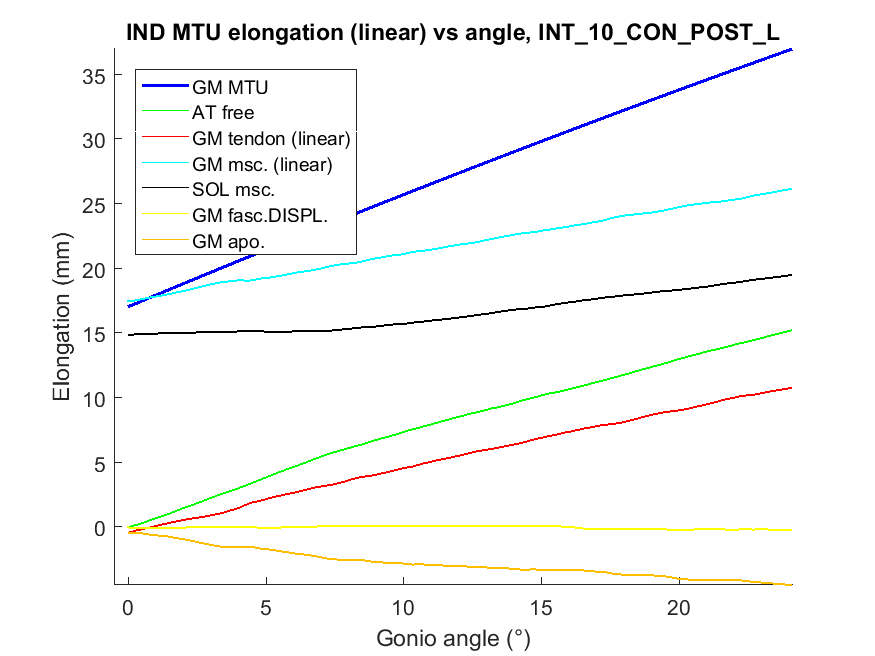 IND MTU elongation (linear) vs angle, INT_10_CON_POST_L
GM MTU
AT free
GM tendon (linear)
GM msc. (linear)
SOL msc.
GM fasc.DISPL.
GM apo.
35
30
25
20
15
10
5
0
Elongation (mm)
0 5 10 15 20
Gonio angle (°)